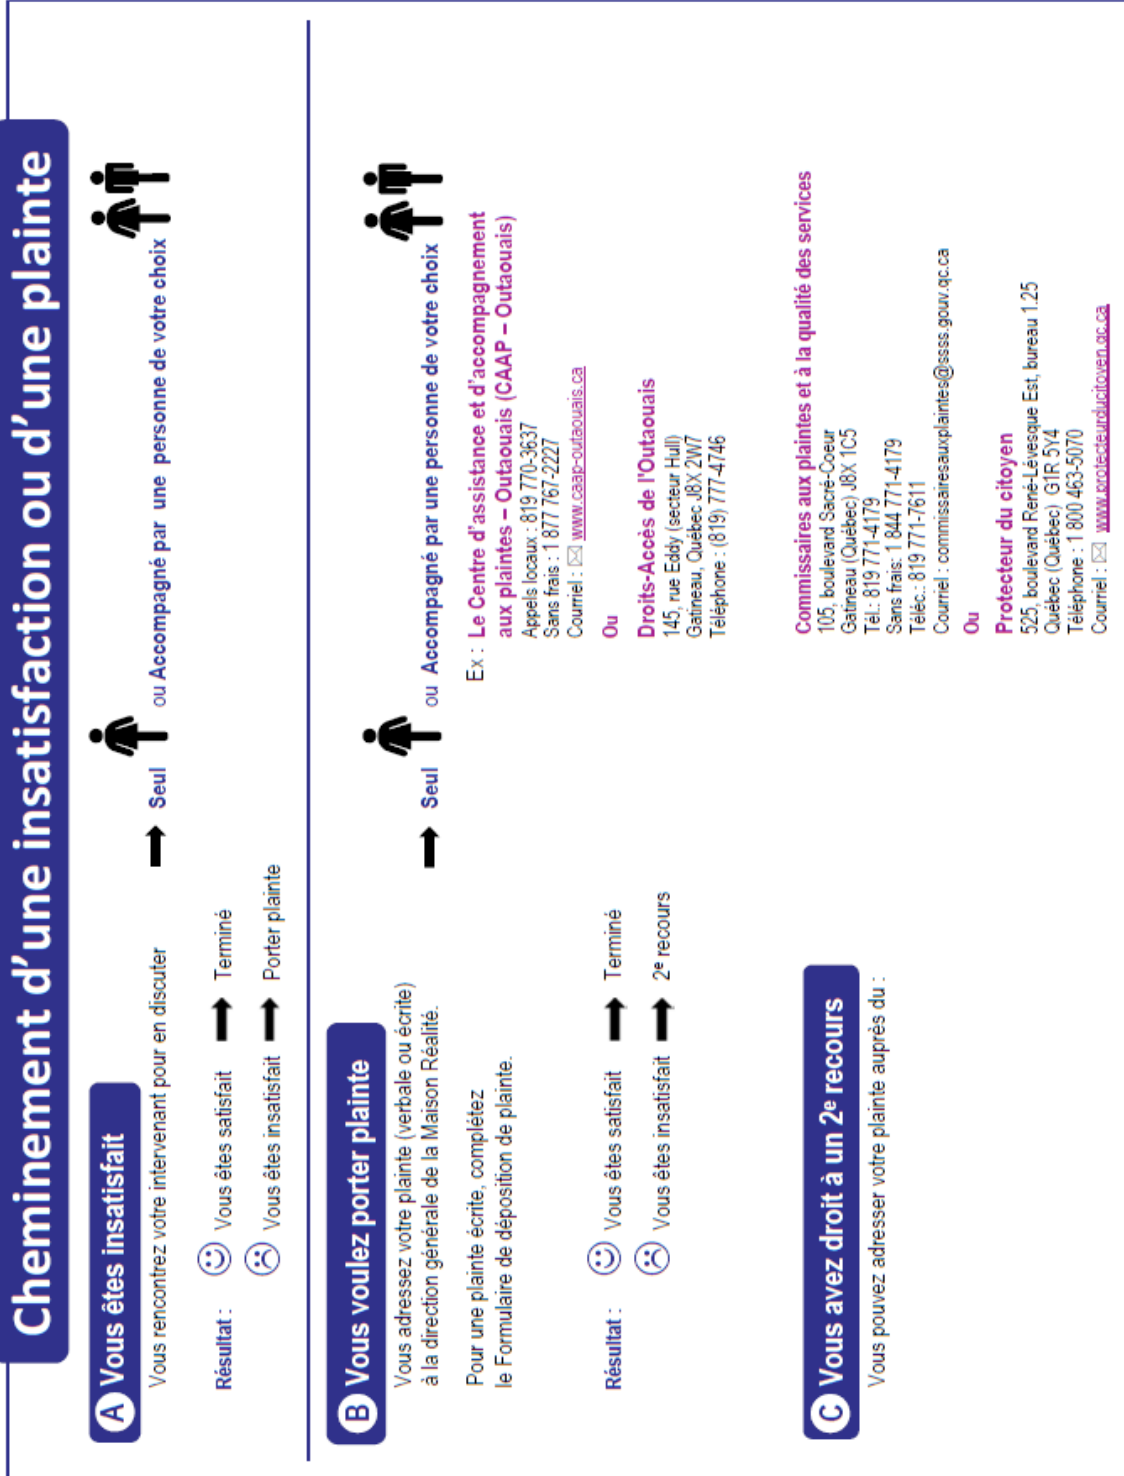 Cheminement d'une insatisfaction ou d'une plainte
A Vous êtes insatisfait
Vous rencontrez votre intervenant pour en discuter
Seul ou Accompagné par une personne de votre choix
Résultat : Vous êtes satisfait Terminé
Vous êtes insatisfait Porter plainte
B Vous voulez porter plainte
Vous adressez votre plainte (verbale ou écrite)
à la direction générale de la Maison Réalité.
Pour une plainte écrite, complétez
le Formulaire de déposition de plainte.
Seul ou Accompagné par une personne de votre choix
Ex : Le Centre d'assistance et d'accompagnement
aux plaintes – Outaouais (CAAP – Outaouais)
Appels locaux : 819 770-3637
Sans frais : 1 877 767-2227
Courriel : www.caap-outaouais.ca
Ou
Droits-Accès de l'Outaouais
145, rue Eddy (secteur Hull)
Gatineau, Québec J8X 2W7
Téléphone : (819) 777-4746
Résultat : Vous êtes satisfait Terminé
Vous êtes insatisfait 2e recours
C Vous avez droit à un 2e recours
Vous pouvez adresser votre plainte auprès du :
Commissaires aux plaintes et à la qualité des services
105, boulevard Sacré-Coeur
Gatineau (Québec) J8X 1C5
Tél.: 819 771-4179
Sans frais: 1 844 771-4179
Téléc.: 819 771-7611
Courriel : commissairesauxplaintes@ssss.gouv.qc.ca
Ou
Protecteur du citoyen
525, boulevard René-Lévesque Est, bureau 1.25
Québec (Québec) G1R 5Y4
Téléphone : 1 800 463-5070
Courriel : www.protecteurducitoyen.qc.ca